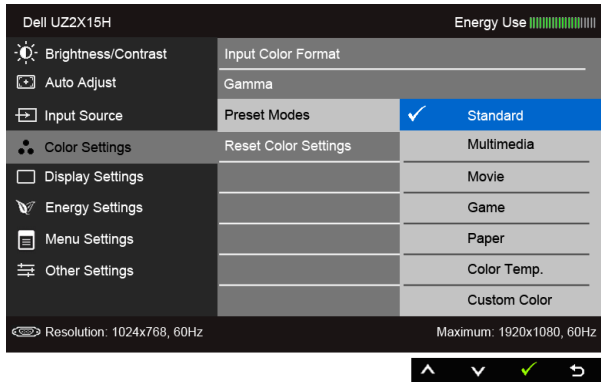 Dell UZ2X15H Energy Use
Brightness/Contrast Input Color Format
Auto Adjust Gamma
Input Source Preset Modes Standard
Color Settings Reset Color Settings Multimedia
Display Settings Movie
Energy Settings Game
Menu Settings Paper
Other Settings Color Temp.
Custom Color
Resolution: 1024x768, 60Hz Maximum: 1920x1080, 60Hz